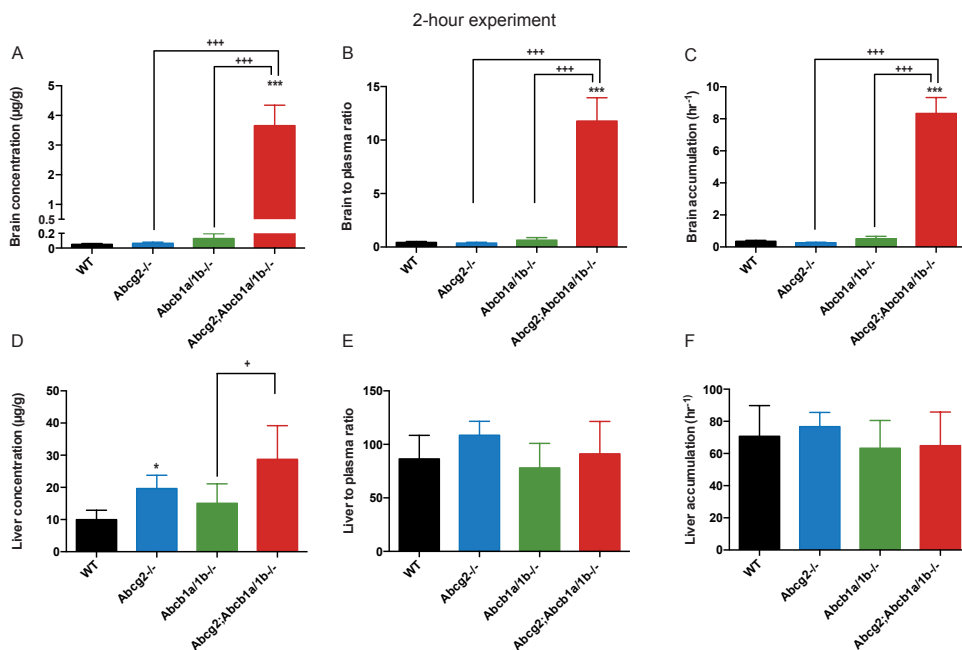 2-hour experiment
A
+++
+++
***
Brain concentration (µg/g)
5
4
3
2
1
0.5
0.2
0
WT
Abcg2-/-
Abcb1a/1b-/-
Abcg2;Abcb1a/1b-/-
B
+++
+++
***
Brain to plasma ratio
15
10
5
0
WT
Abcg2-/-
Abcb1a/1b-/-
Abcg2;Abcb1a/1b-/-
C
+++
+++
***
Brain accumulation (hr⁻¹)
10
8
6
4
2
0
WT
Abcg2-/-
Abcb1a/1b-/-
Abcg2;Abcb1a/1b-/-
D
+
*
Liver concentration (µg/g)
50
40
30
20
10
0
WT
Abcg2-/-
Abcb1a/1b-/-
Abcg2;Abcb1a/1b-/-
E
Liver to plasma ratio
150
100
50
0
WT
Abcg2-/-
Abcb1a/1b-/-
Abcg2;Abcb1a/1b-/-
F
Liver accumulation (hr⁻¹)
100
80
60
40
20
0
WT
Abcg2-/-
Abcb1a/1b-/-
Abcg2;Abcb1a/1b-/-